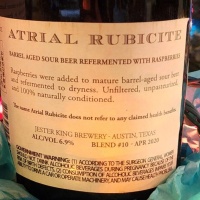 ATRIAL RUBICITE
BARREL AGED SOUR BEER REFERMENTED WITH RASPBERRIES
Raspberries were added to mature barrel-aged sour beer
and refermented to dryness. Unfiltered, unpasteurized,
and 100% naturally conditioned.
The name Atrial Rubicite does not refer to any claimed health benefits.
JESTER KING BREWERY - AUSTIN, TEXAS
ALC/VOL 6.9% BLEND #10 - APR 2020
GOVERNMENT WARNING: (1) ACCORDING TO THE SURGEON GENERAL, WOMEN
SHOULD NOT DRINK ALCOHOLIC BEVERAGES DURING PREGNANCY BECAUSE OF THE
RISK OF BIRTH DEFECTS. (2) CONSUMPTION OF ALCOHOLIC BEVERAGES IMPAIRS YOUR
ABILITY TO DRIVE A CAR OR OPERATE MACHINERY, AND MAY CAUSE HEALTH PROBLEMS.